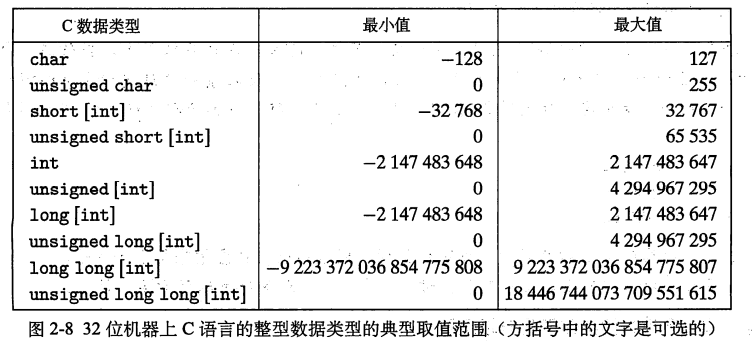 C 数据类型 最小值 最大值
char −128 127
unsigned char 0 255
short [int] −32 768 32 767
unsigned short [int] 0 65 535
int −2 147 483 648 2 147 483 647
unsigned [int] 0 4 294 967 295
long [int] −2 147 483 648 2 147 483 647
unsigned long [int] 0 4 294 967 295
long long [int] −9 223 372 036 854 775 808 9 223 372 036 854 775 807
unsigned long long [int] 0 18 446 744 073 709 551 615
图 2-8 32 位机器上 C 语言的整型数据类型的典型取值范围（方括号中的文字是可选的）